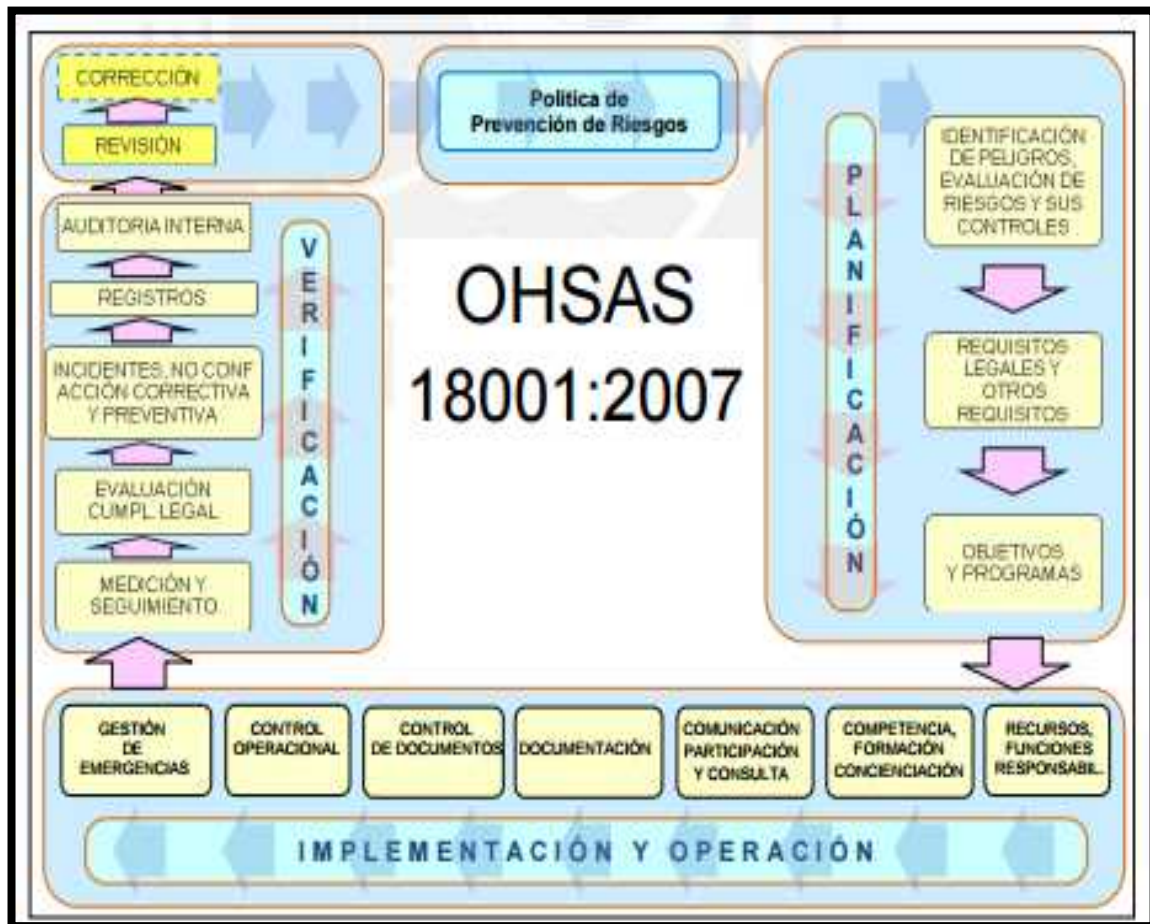 CORRECCIÓN
REVISIÓN
Política de
Prevención de Riesgos
PLANIFICACIÓN
IDENTIFICACIÓN
DE PELIGROS,
EVALUACIÓN DE
RIESGOS Y SUS
CONTROLES
REQUISITOS
LEGALES Y
OTROS
REQUISITOS
OBJETIVOS
Y PROGRAMAS
AUDITORIA INTERNA
REGISTROS
INCIDENTES, NO CONF
ACCIÓN CORRECTIVA
Y PREVENTIVA
EVALUACIÓN
CUMPL. LEGAL
MEDICIÓN Y
SEGUIMIENTO
VERIFICACIÓN
OHSAS
18001:2007
GESTIÓN
DE
EMERGENCIAS
CONTROL
OPERACIONAL
CONTROL
DE DOCUMENTOS
DOCUMENTACIÓN
COMUNICACIÓN
PARTICIPACIÓN
Y CONSULTA
COMPETENCIA,
FORMACIÓN
CONCIENCIACIÓN
RECURSOS,
FUNCIONES
RESPONSABIL.
IMPLEMENTACIÓN Y OPERACIÓN